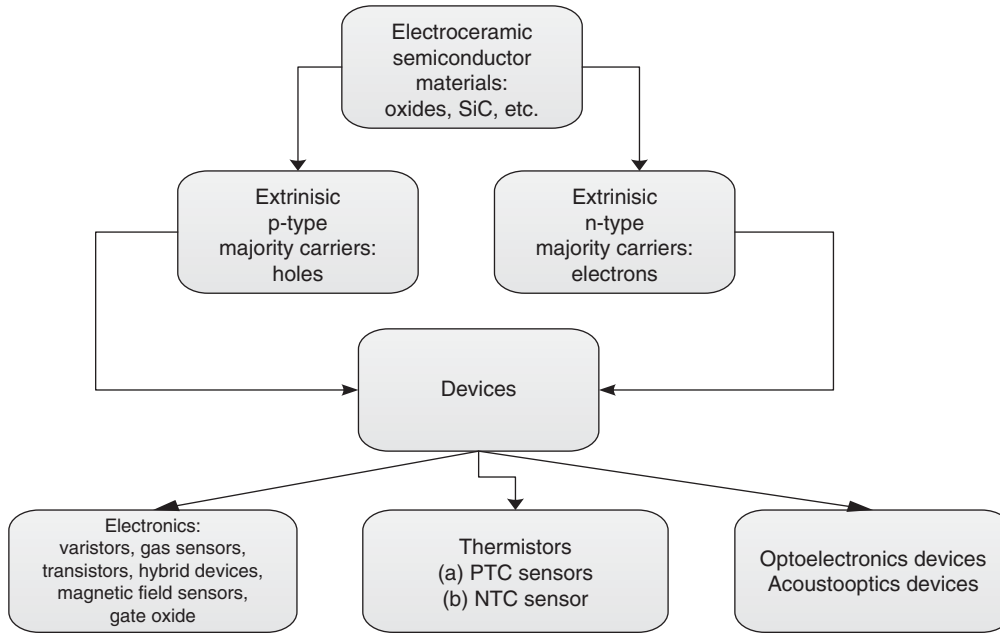 Electroceramic
semiconductor
materials:
oxides, SiC, etc.
Extrinisic
p-type
majority carriers:
holes
Extrinisic
n-type
majority carriers:
electrons
Devices
Electronics:
varistors, gas sensors,
transistors, hybrid devices,
magnetic field sensors,
gate oxide
Thermistors
(a) PTC sensors
(b) NTC sensor
Optoelectronics devices
Acoustooptics devices